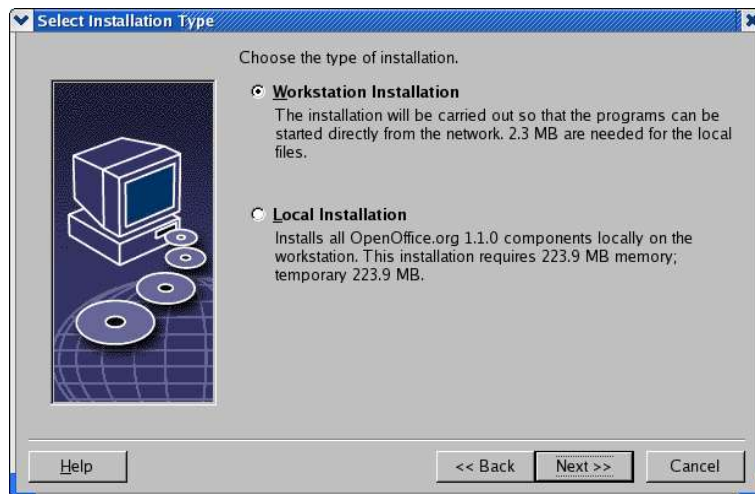 Select Installation Type
Choose the type of installation.
Workstation Installation
The installation will be carried out so that the programs can be
started directly from the network. 2.3 MB are needed for the local
files.
Local Installation
Installs all OpenOffice.org 1.1.0 components locally on the
workstation. This installation requires 223.9 MB memory;
temporary 223.9 MB.
Help
<< Back
Next >>
Cancel